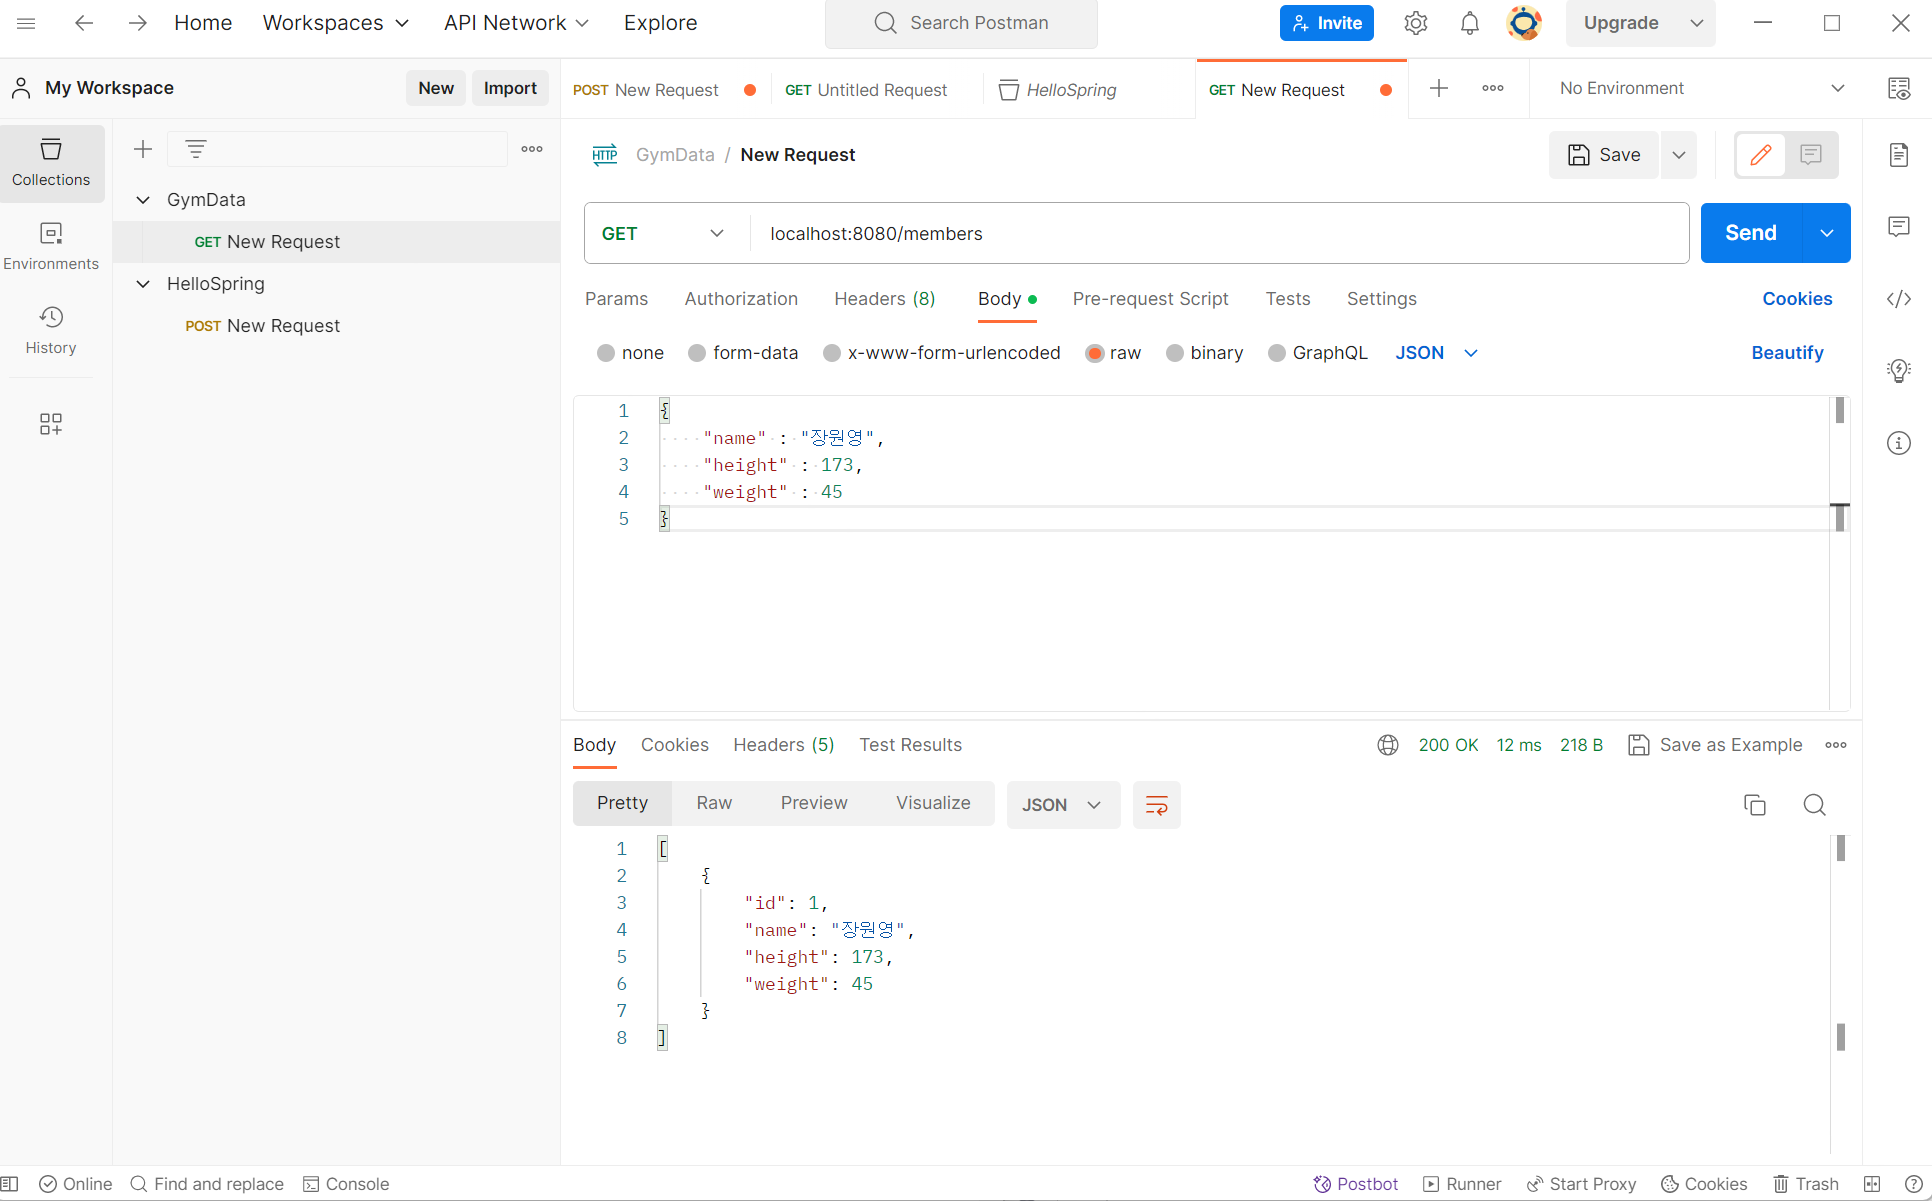 Home Workspaces API Network Explore Search Postman Invite Upgrade
My Workspace New Import POST New Request GET Untitled Request HelloSpring GET New Request No Environment
Collections
Environments
History
GymData
GET New Request
HelloSpring
POST New Request
HTTP GymData / New Request Save
GET localhost:8080/members Send
Params Authorization Headers (8) Body Pre-request Script Tests Settings Cookies
none form-data x-www-form-urlencoded raw binary GraphQL JSON Beautify
1 {
2 "name" : "장원영",
3 "height" : 173,
4 "weight" : 45
5 }
Body Cookies Headers (5) Test Results 200 OK 12 ms 218 B Save as Example
Pretty Raw Preview Visualize JSON
1 [
2 {
3 "id": 1,
4 "name": "장원영",
5 "height": 173,
6 "weight": 45
7 }
8 ]
Online Find and replace Console Postbot Runner Start Proxy Cookies Trash